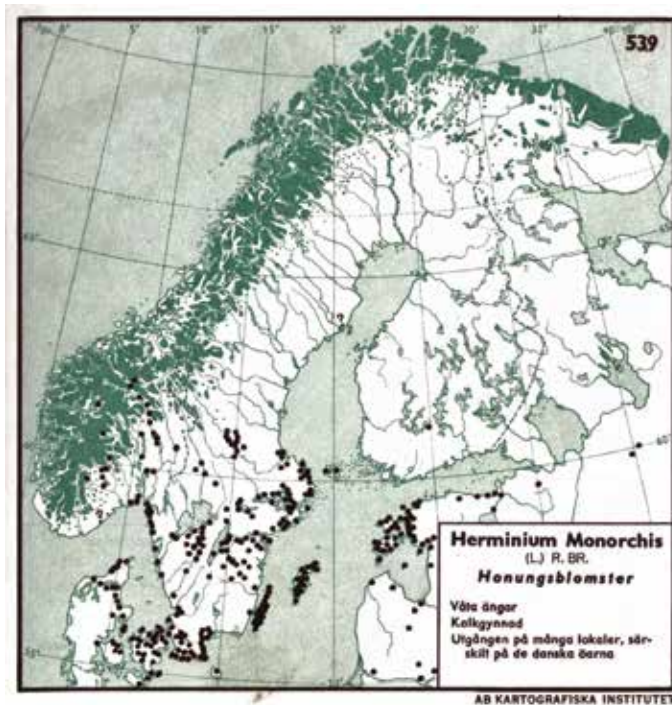 539
Herminium Monorchis
(L.) R. BR.
Honungsblomster
Våta ängar
Kalkgynnad
Utgången på många lokaler, sär-
skilt på de danska öarna
AB KARTOGRAFISKA INSTITUTET